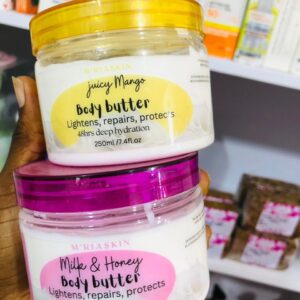 M'RIASKIN
juicy Mango
Body butter
Lightens, repairs, protects
48hrs deep hydration
250ml/7.4fl.oz
M'RIASKIN
Milk & Honey
Body butter
Lightens, repairs, protects